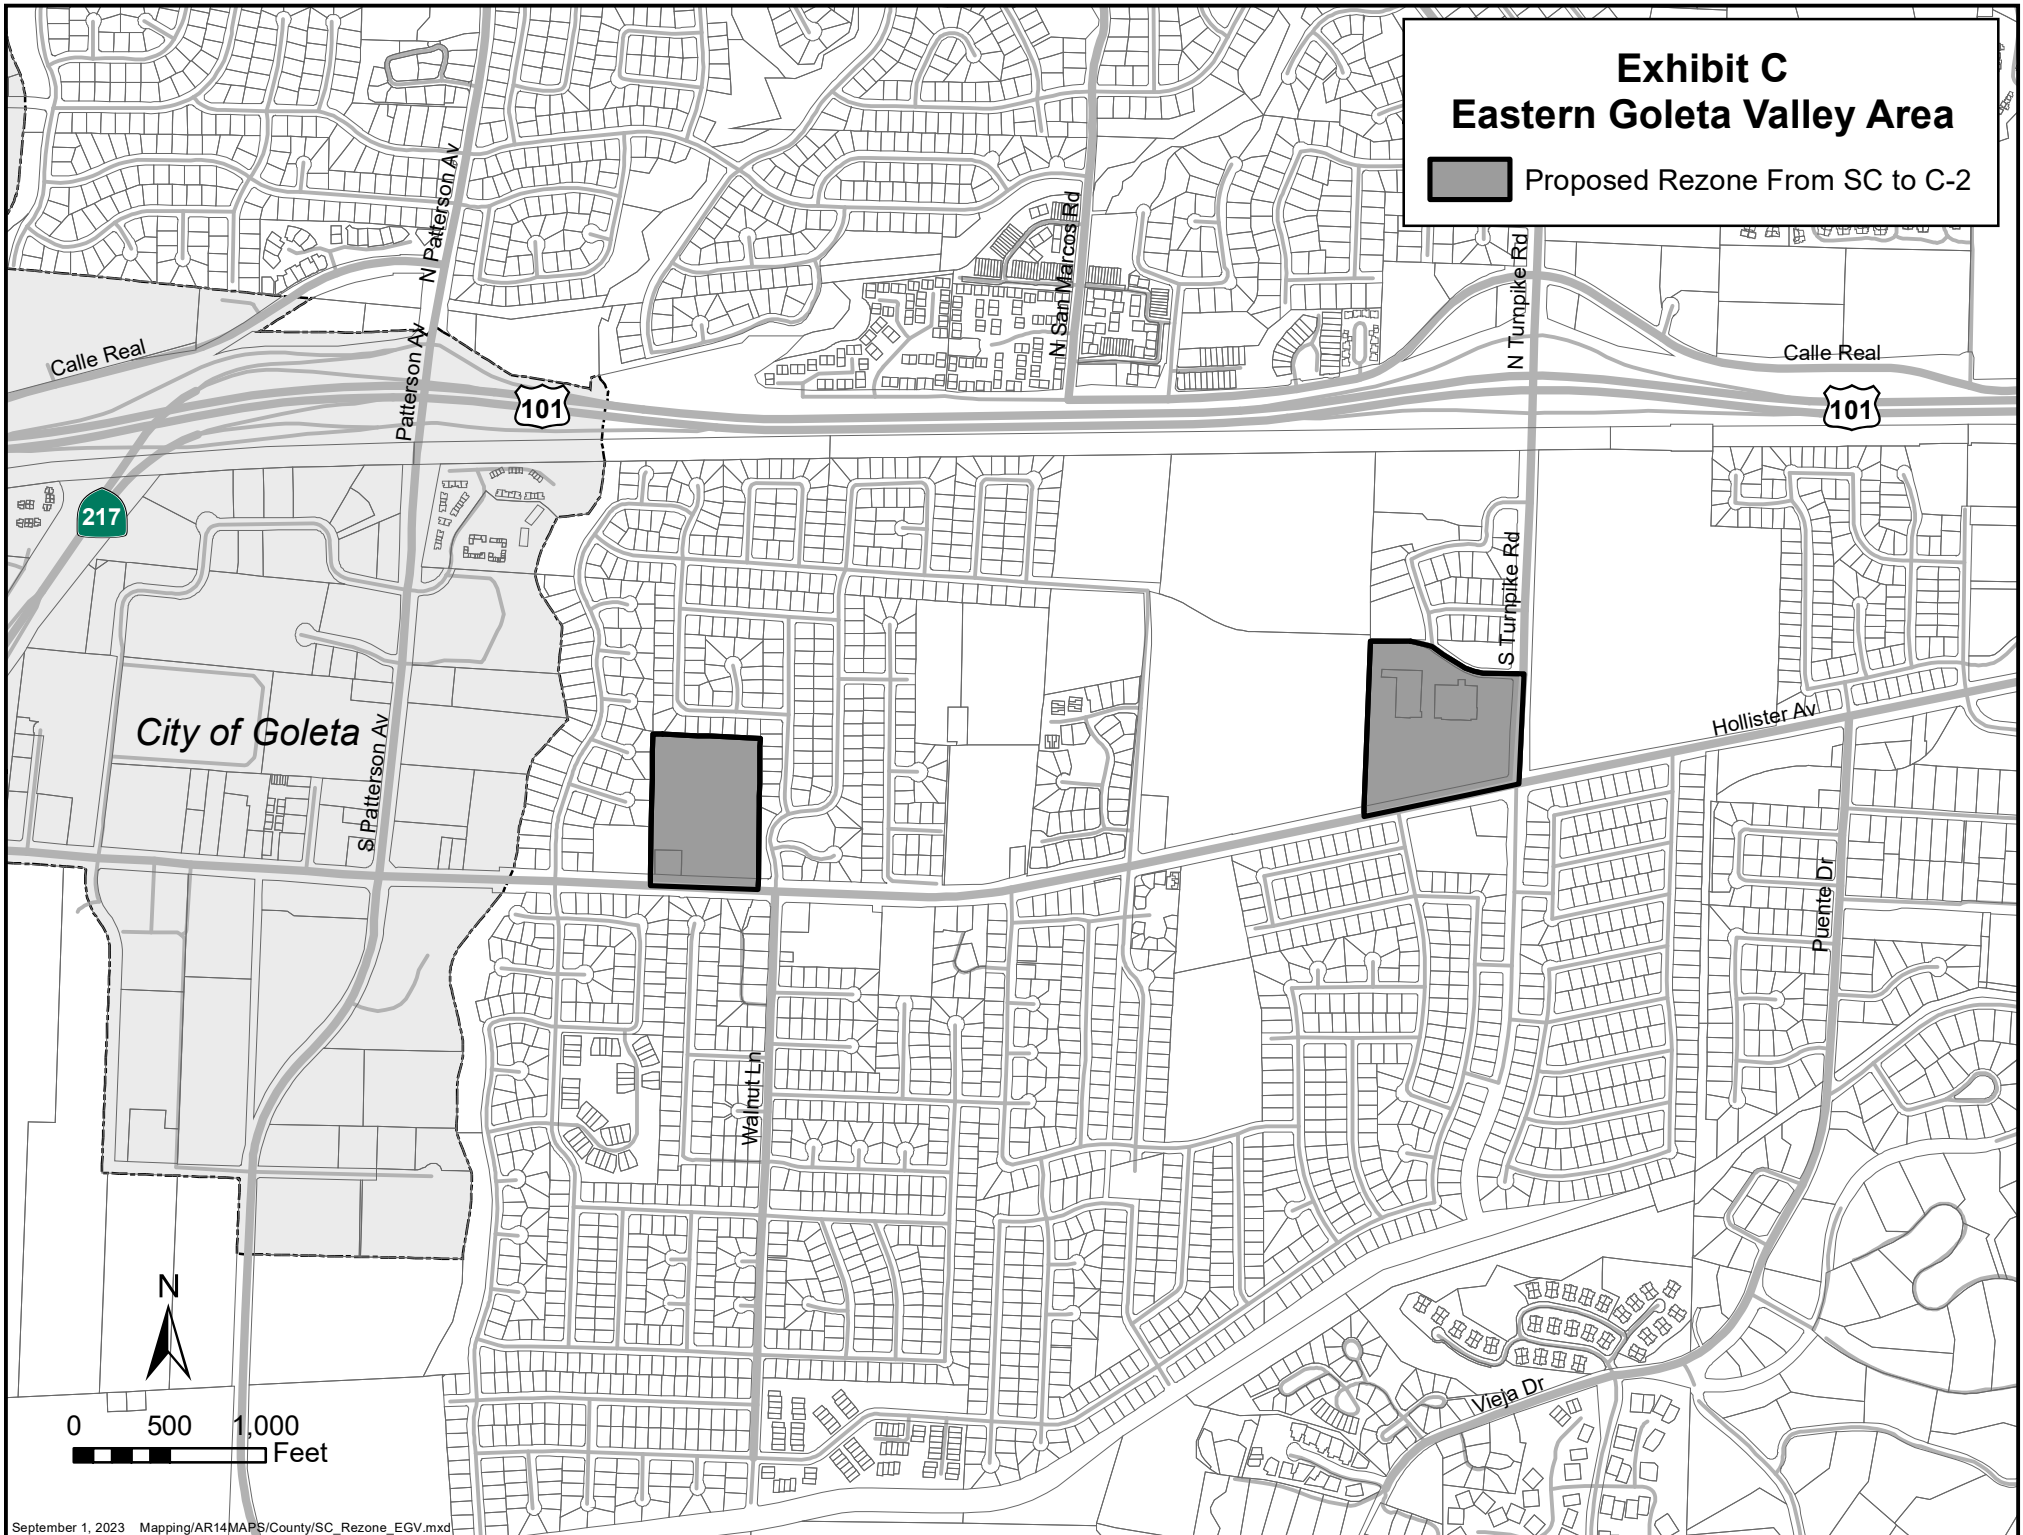 Exhibit C
Eastern Goleta Valley Area
Proposed Rezone From SC to C-2
N Patterson Av
N San Marcos Rd
N Turnpike Rd
Calle Real
Patterson Av
Calle Real
101
101
217
S Turnpike Rd
City of Goleta
S Patterson Av
Hollister Av
Puente Dr
Walnut Ln
N
Vieja Dr
0 500 1,000
Feet
September 1, 2023 Mapping/AR14MAPS/County/SC_Rezone_EGV.mxd